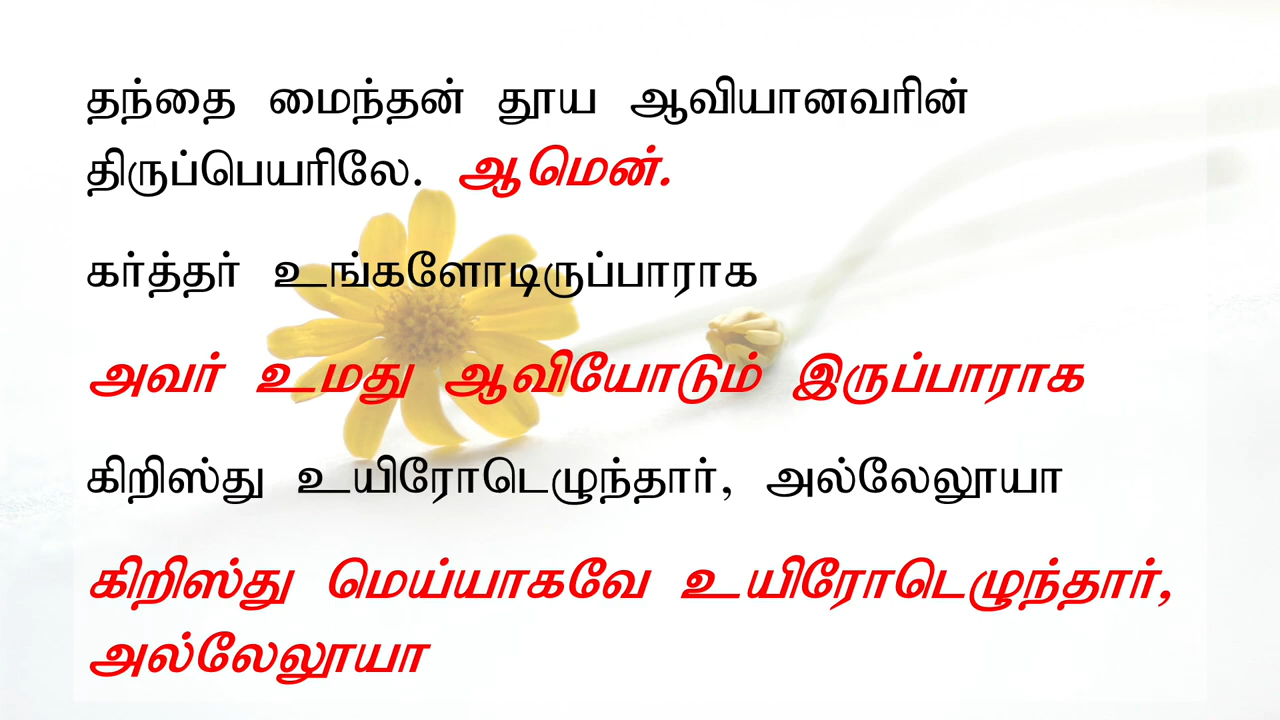 தந்தை மைந்தன் தூய ஆவியானவரின்
திருப்பெயரிலே. ஆமென்.
கர்த்தர் உங்களோடிருப்பாராக
அவர் உமது ஆவியோடும் இருப்பாராக
கிறிஸ்து உயிரோடெழுந்தார், அல்லேலூயா
கிறிஸ்து மெய்யாகவே உயிரோடெழுந்தார்,
அல்லேலூயா